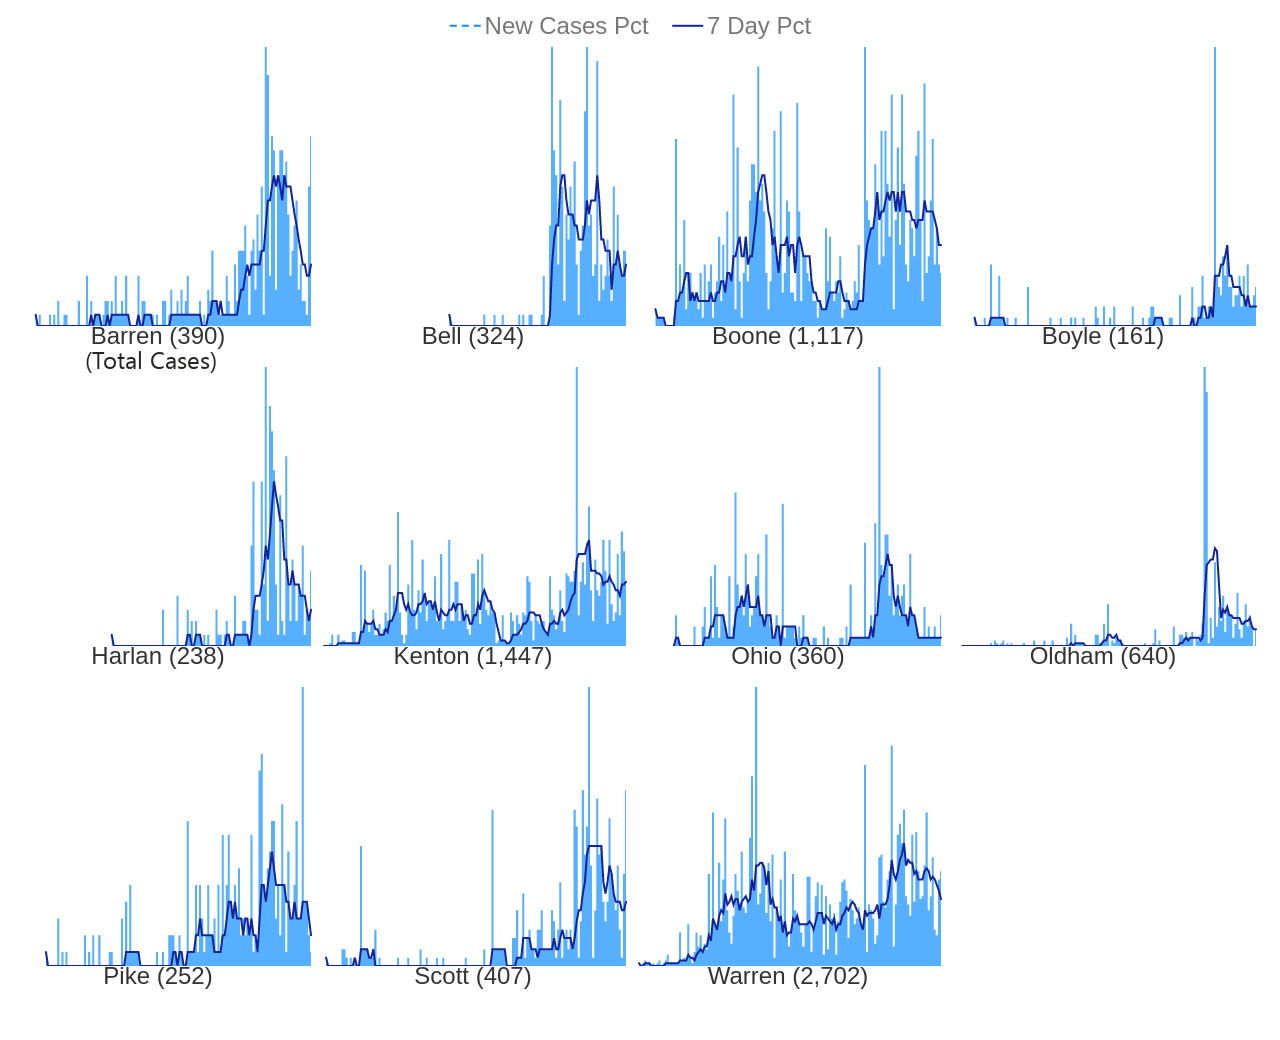 New Cases Pct 7 Day Pct
Barren (390) Bell (324) Boone (1,117) Boyle (161)
(Total Cases)
Harlan (238) Kenton (1,447) Ohio (360) Oldham (640)
Pike (252) Scott (407) Warren (2,702)